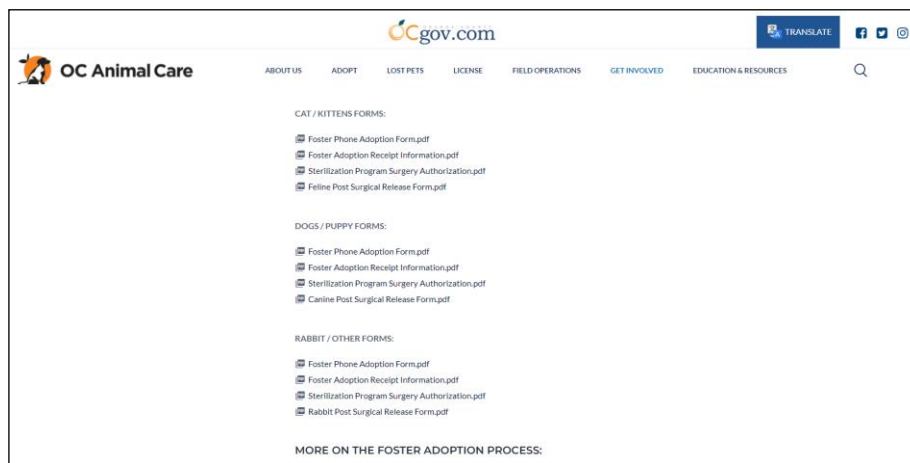 OCgov.com
TRANSLATE
OC Animal Care
ABOUT US ADOPT LOST PETS LICENSE FIELD OPERATIONS GET INVOLVED EDUCATION & RESOURCES
CAT / KITTENS FORMS:
Foster Phone Adoption Form.pdf
Foster Adoption Receipt Information.pdf
Sterilization Program Surgery Authorization.pdf
Feline Post Surgical Release Form.pdf
DOGS / PUPPY FORMS:
Foster Phone Adoption Form.pdf
Foster Adoption Receipt Information.pdf
Sterilization Program Surgery Authorization.pdf
Canine Post Surgical Release Form.pdf
RABBIT / OTHER FORMS:
Foster Phone Adoption Form.pdf
Foster Adoption Receipt Information.pdf
Sterilization Program Surgery Authorization.pdf
Rabbit Post Surgical Release Form.pdf
MORE ON THE FOSTER ADOPTION PROCESS: